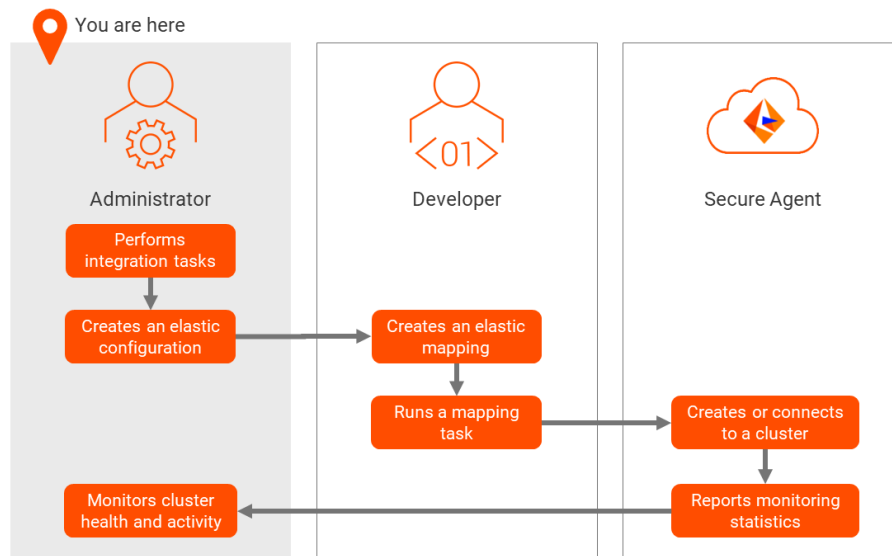 You are here
Administrator
Developer
<01>
Secure Agent
Performs
integration tasks
Creates an elastic
configuration
Creates an elastic
mapping
Runs a mapping
task
Creates or connects
to a cluster
Reports monitoring
statistics
Monitors cluster
health and activity